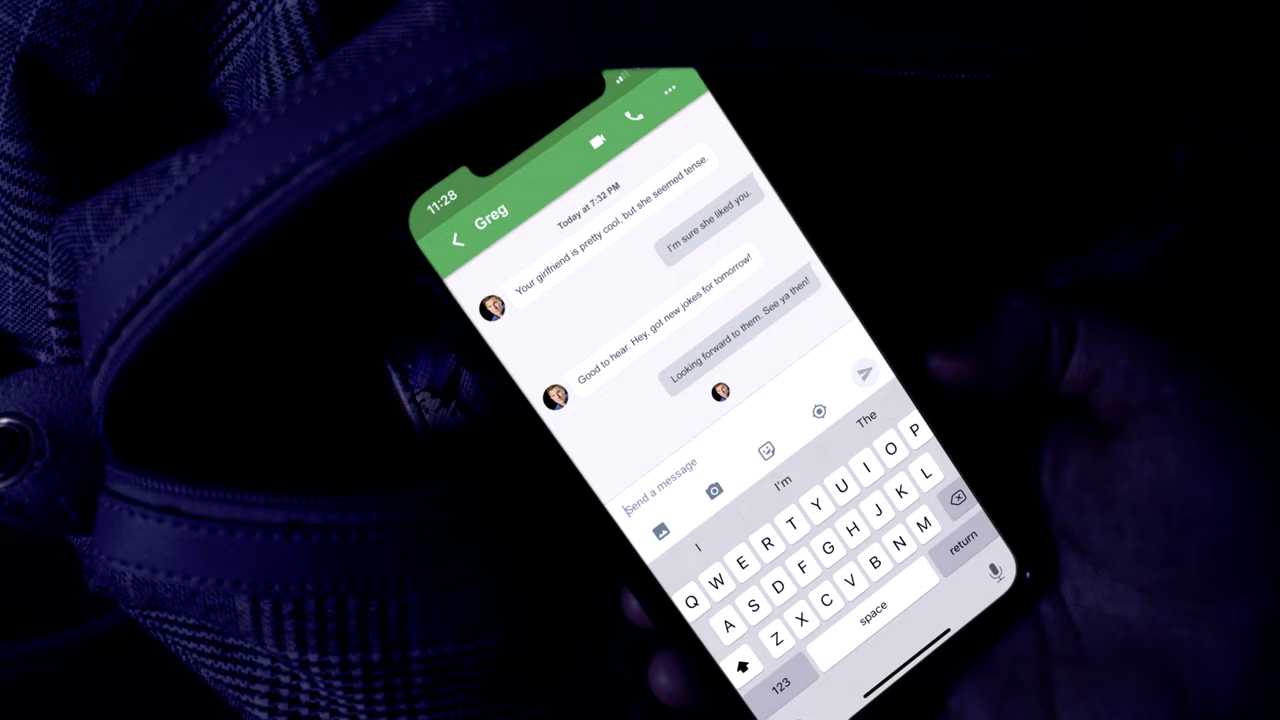 11:28
Greg
Today at 7:32 PM
Your girlfriend is pretty cool, but she seemed tense.
I'm sure she liked you.
Good to hear. Hey, got new jokes for tomorrow!
Looking forward to them. See ya then!
Send a message
I I'm The
Q W E R T Y U I O P
A S D F G H J K L
Z X C V B N M
123 space return